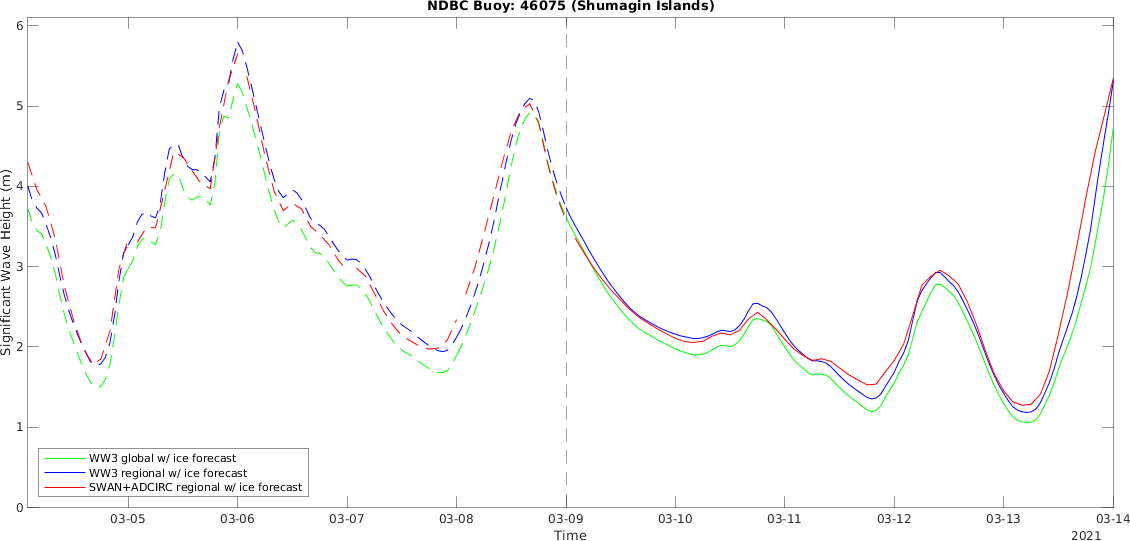 NDBC Buoy: 46075 (Shumagin Islands)
6
5
4
3
2
1
0
Significant Wave Height (m)
WW3 global w/ ice forecast
WW3 regional w/ ice forecast
SWAN+ADCIRC regional w/ ice forecast
03-05 03-06 03-07 03-08 03-09 03-10 03-11 03-12 03-13 03-14
Time
2021